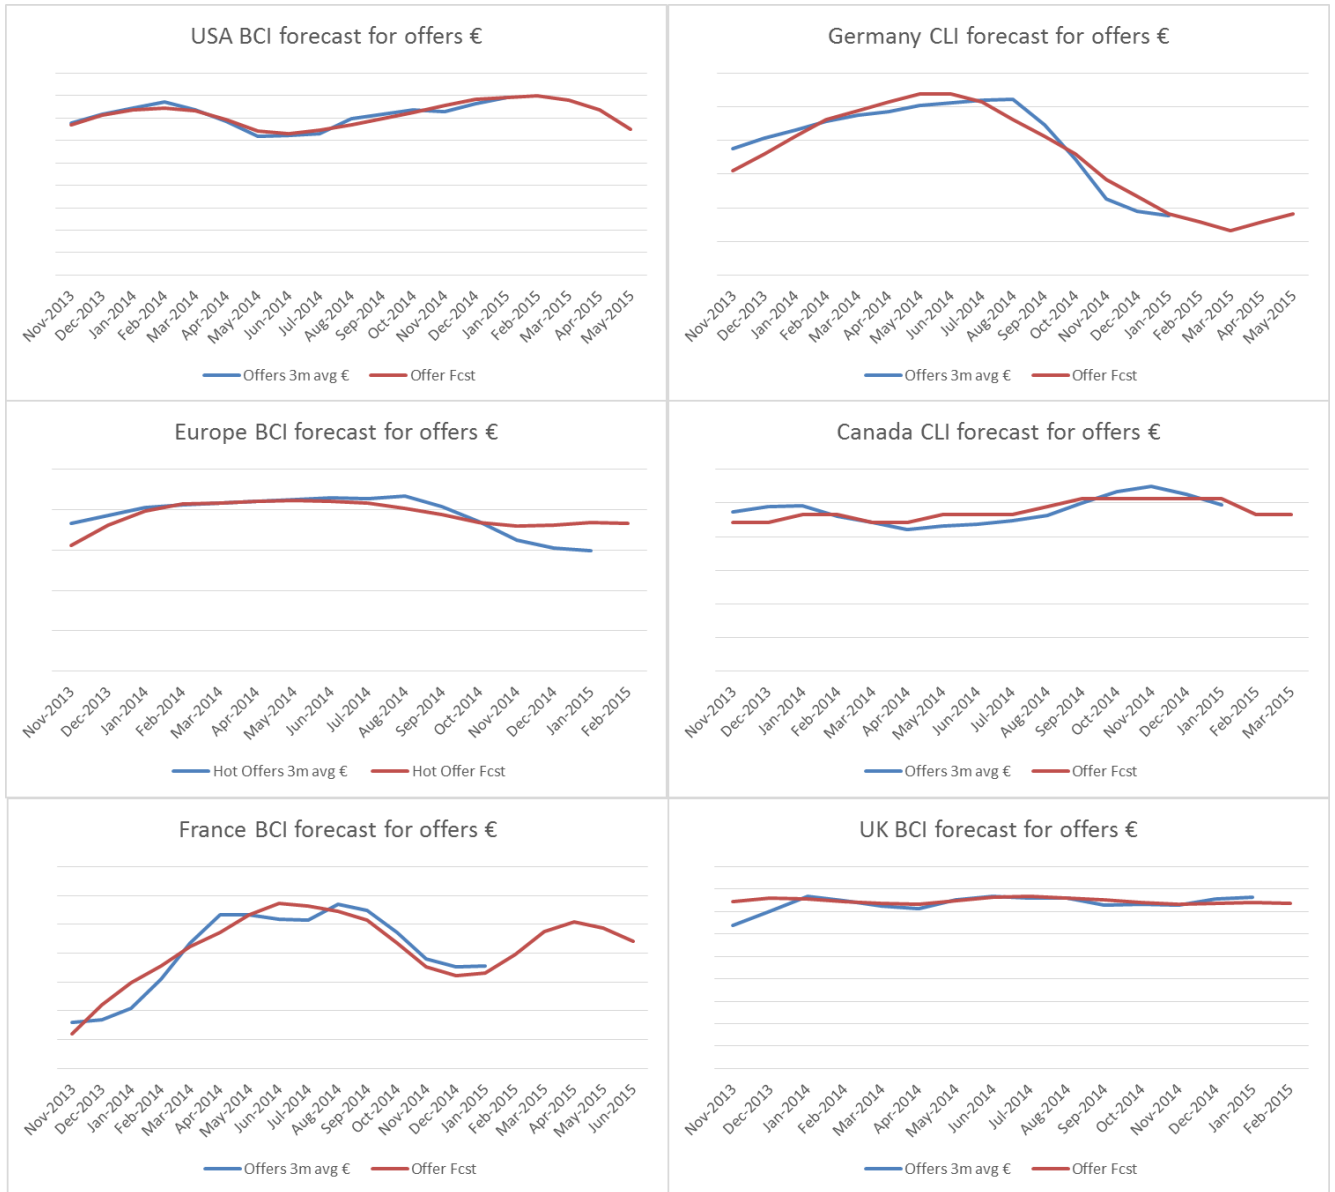 USA BCI forecast for offers €
Nov-2013
Dec-2013
Jan-2014
Feb-2014
Mar-2014
Apr-2014
May-2014
Jun-2014
Jul-2014
Aug-2014
Sep-2014
Oct-2014
Nov-2014
Dec-2014
Jan-2015
Feb-2015
Mar-2015
Apr-2015
May-2015
Offers 3m avg € Offer Fcst
Germany CLI forecast for offers €
Nov-2013
Dec-2013
Jan-2014
Feb-2014
Mar-2014
Apr-2014
May-2014
Jun-2014
Jul-2014
Aug-2014
Sep-2014
Oct-2014
Nov-2014
Dec-2014
Jan-2015
Feb-2015
Mar-2015
Apr-2015
May-2015
Offers 3m avg € Offer Fcst
Europe BCI forecast for offers €
Nov-2013
Dec-2013
Jan-2014
Feb-2014
Mar-2014
Apr-2014
May-2014
Jun-2014
Jul-2014
Aug-2014
Sep-2014
Oct-2014
Nov-2014
Dec-2014
Jan-2015
Feb-2015
Hot Offers 3m avg € Hot Offer Fcst
Canada CLI forecast for offers €
Nov-2013
Dec-2013
Jan-2014
Feb-2014
Mar-2014
Apr-2014
May-2014
Jun-2014
Jul-2014
Aug-2014
Sep-2014
Oct-2014
Nov-2014
Dec-2014
Jan-2015
Feb-2015
Mar-2015
Offers 3m avg € Offer Fcst
France BCI forecast for offers €
Nov-2013
Dec-2013
Jan-2014
Feb-2014
Mar-2014
Apr-2014
May-2014
Jun-2014
Jul-2014
Aug-2014
Sep-2014
Oct-2014
Nov-2014
Dec-2014
Jan-2015
Feb-2015
Mar-2015
Apr-2015
May-2015
Jun-2015
Offers 3m avg € Offer Fcst
UK BCI forecast for offers €
Nov-2013
Dec-2013
Jan-2014
Feb-2014
Mar-2014
Apr-2014
May-2014
Jun-2014
Jul-2014
Aug-2014
Sep-2014
Oct-2014
Nov-2014
Dec-2014
Jan-2015
Feb-2015
Offers 3m avg € Offer Fcst